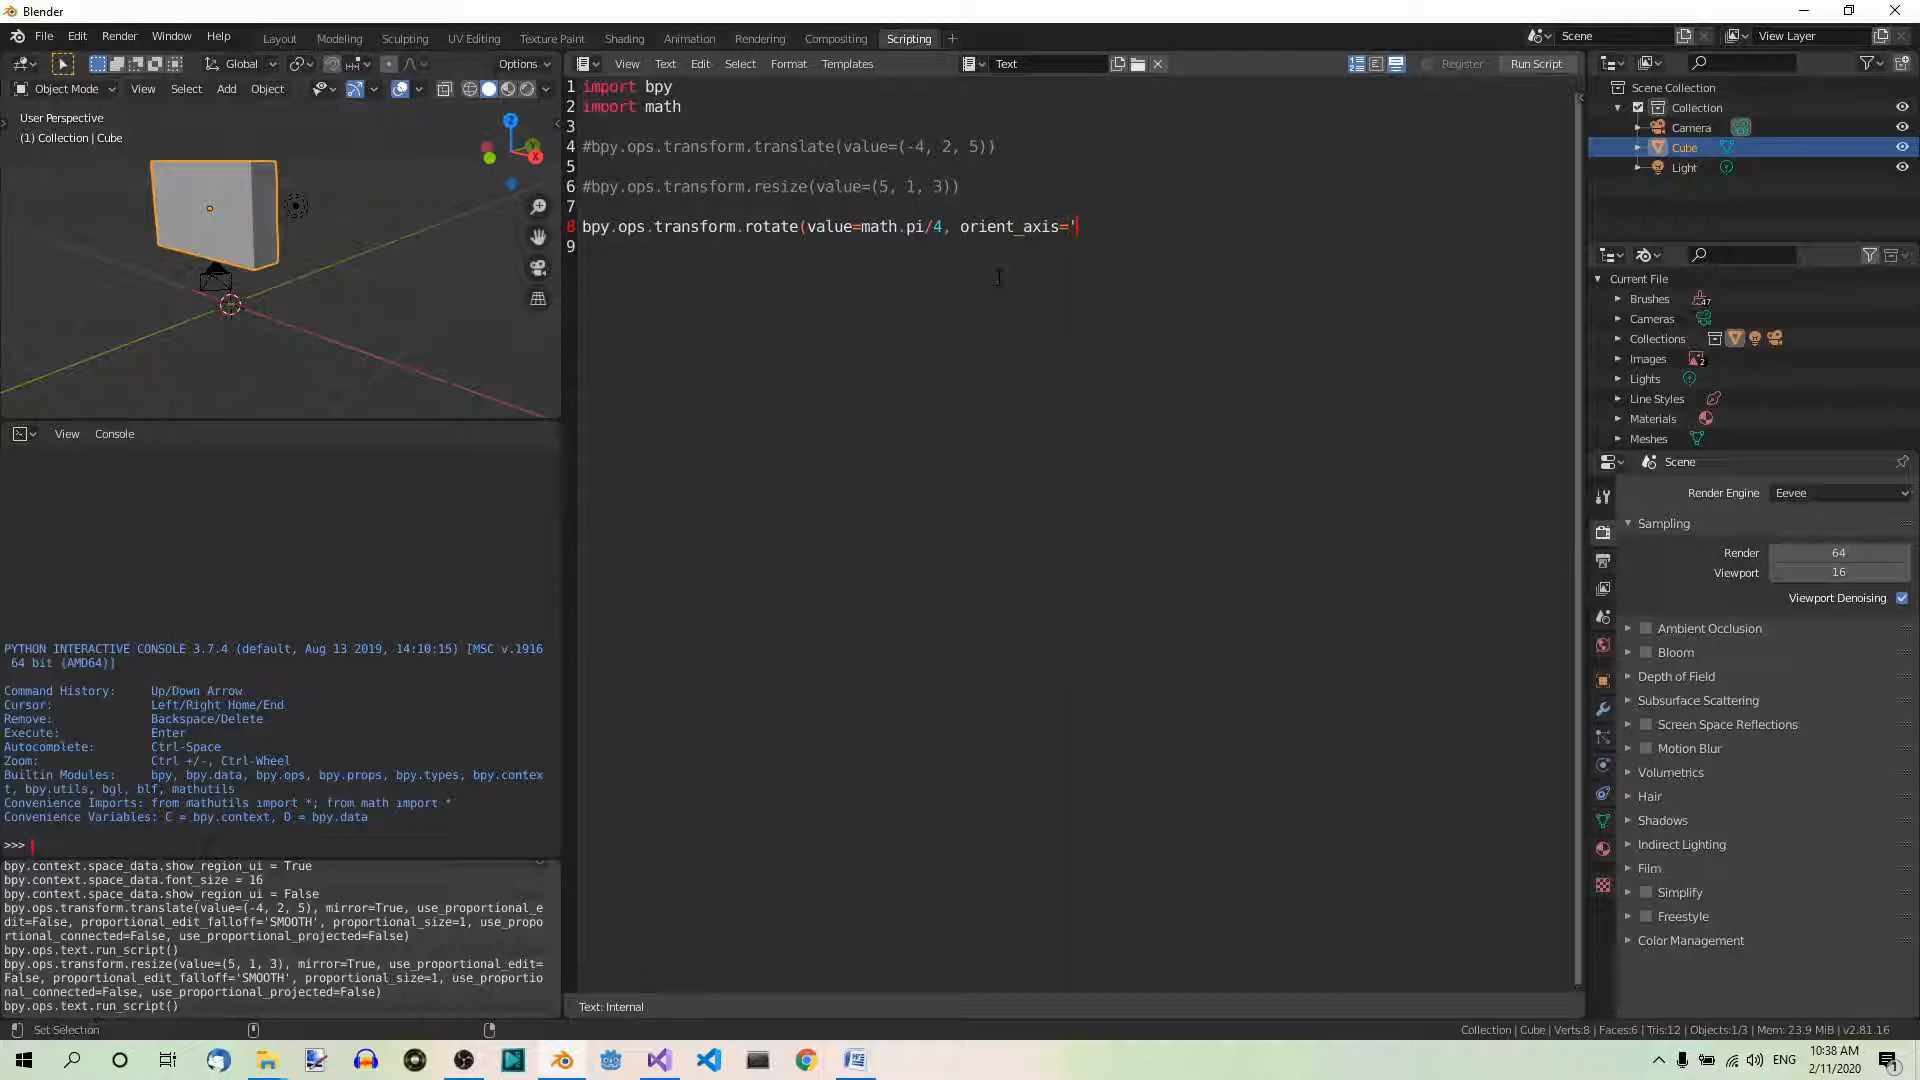 Blender
File Edit Render Window Help
Layout Modeling Sculpting UV Editing Texture Paint Shading Animation Rendering Compositing Scripting
Scene
View Layer
Global
Options
View Text Edit Select Format Templates
Text
Register
Run Script
Object Mode View Select Add Object
User Perspective
(1) Collection | Cube
Z
Y
X
1 import bpy
2 import math
3
4 #bpy.ops.transform.translate(value=(-4, 2, 5))
5
6 #bpy.ops.transform.resize(value=(5, 1, 3))
7
8 bpy.ops.transform.rotate(value=math.pi/4, orient_axis='
9
Text: Internal
View Console
PYTHON INTERACTIVE CONSOLE 3.7.4 (default, Aug 13 2019, 14:10:15) [MSC v.1916
64 bit (AMD64)]
Command History: Up/Down Arrow
Cursor: Left/Right Home/End
Remove: Backspace/Delete
Execute: Enter
Autocomplete: Ctrl-Space
Zoom: Ctrl +/-, Ctrl-Wheel
Builtin Modules: bpy, bpy.data, bpy.ops, bpy.props, bpy.types, bpy.contex
t, bpy.utils, bgl, blf, mathutils
Convenience Imports: from mathutils import *; from math import *
Convenience Variables: C = bpy.context, D = bpy.data
>>>
bpy.context.space_data.show_region_ui = True
bpy.context.space_data.font_size = 16
bpy.context.space_data.show_region_ui = False
bpy.ops.transform.translate(value=(-4, 2, 5), mirror=True, use_proportional_e
dit=False, proportional_edit_falloff='SMOOTH', proportional_size=1, use_propo
rtional_connected=False, use_proportional_projected=False)
bpy.ops.text.run_script()
bpy.ops.transform.resize(value=(5, 1, 3), mirror=True, use_proportional_edit=
False, proportional_edit_falloff='SMOOTH', proportional_size=1, use_proportio
nal_connected=False, use_proportional_projected=False)
bpy.ops.text.run_script()
Scene Collection
Collection
Camera
Cube
Light
Current File
Brushes 47
Cameras
Collections
Images 2
Lights
Line Styles
Materials
Meshes
Scene
Render Engine Eevee
Sampling
Render 64
Viewport 16
Viewport Denoising
Ambient Occlusion
Bloom
Depth of Field
Subsurface Scattering
Screen Space Reflections
Motion Blur
Volumetrics
Hair
Shadows
Indirect Lighting
Film
Simplify
Freestyle
Color Management
Set Selection
Collection | Cube | Verts:8 | Faces:6 | Tris:12 | Objects:1/3 | Mem: 23.9 MiB | v2.81.16
ENG
10:38 AM
2/11/2020
1